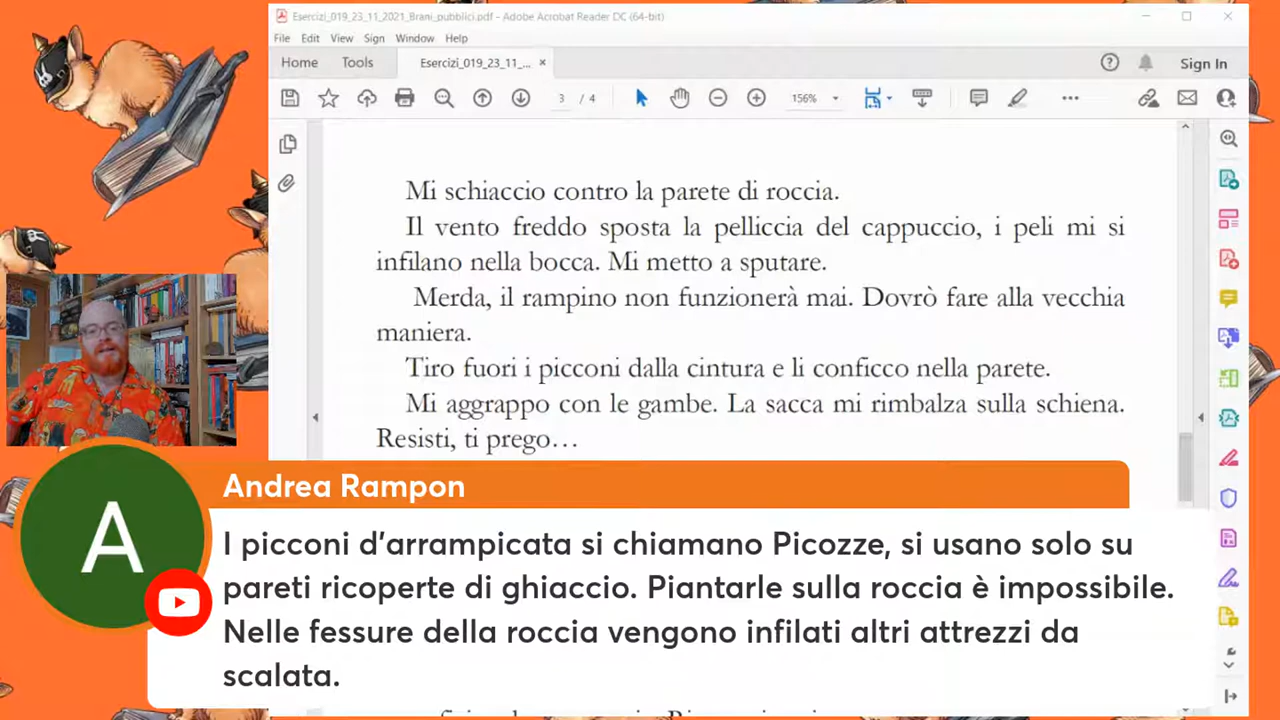 Esercizi_019_23_11_2021_Brani_pubblici.pdf - Adobe Acrobat Reader DC (64-bit)
File Edit View Sign Window Help
Home Tools Esercizi_019_23_11_... × Sign In
3 / 4 156%
Mi schiaccio contro la parete di roccia.
Il vento freddo sposta la pelliccia del cappuccio, i peli mi si
infilano nella bocca. Mi metto a sputare.
Merda, il rampino non funzionerà mai. Dovrò fare alla vecchia
maniera.
Tiro fuori i picconi dalla cintura e li conficco nella parete.
Mi aggrappo con le gambe. La sacca mi rimbalza sulla schiena.
Resisti, ti prego…
Andrea Rampon
A
I picconi d'arrampicata si chiamano Picozze, si usano solo su
pareti ricoperte di ghiaccio. Piantarle sulla roccia è impossibile.
Nelle fessure della roccia vengono infilati altri attrezzi da
scalata.